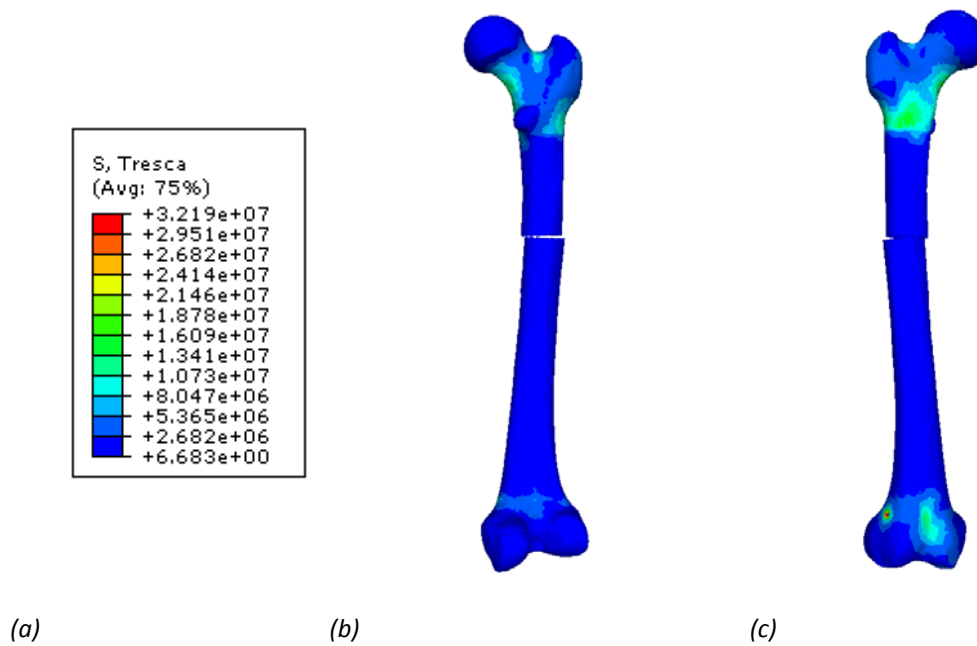 S, Tresca
(Avg: 75%)
+3.219e+07
+2.951e+07
+2.682e+07
+2.414e+07
+2.146e+07
+1.878e+07
+1.609e+07
+1.341e+07
+1.073e+07
+8.047e+06
+5.365e+06
+2.682e+06
+6.683e+00
(a) (b) (c)